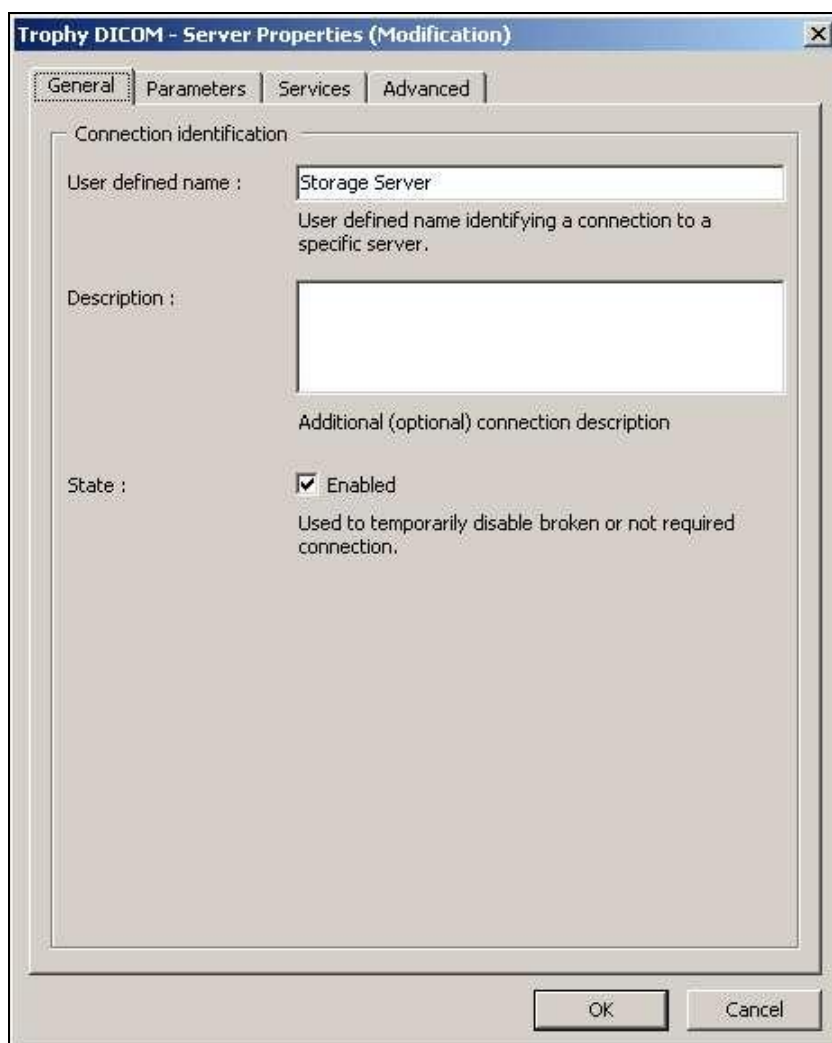 Trophy DICOM - Server Properties (Modification)
General Parameters Services Advanced
Connection identification
User defined name : Storage Server
User defined name identifying a connection to a
specific server.
Description :
Additional (optional) connection description
State : Enabled
Used to temporarily disable broken or not required
connection.
OK Cancel